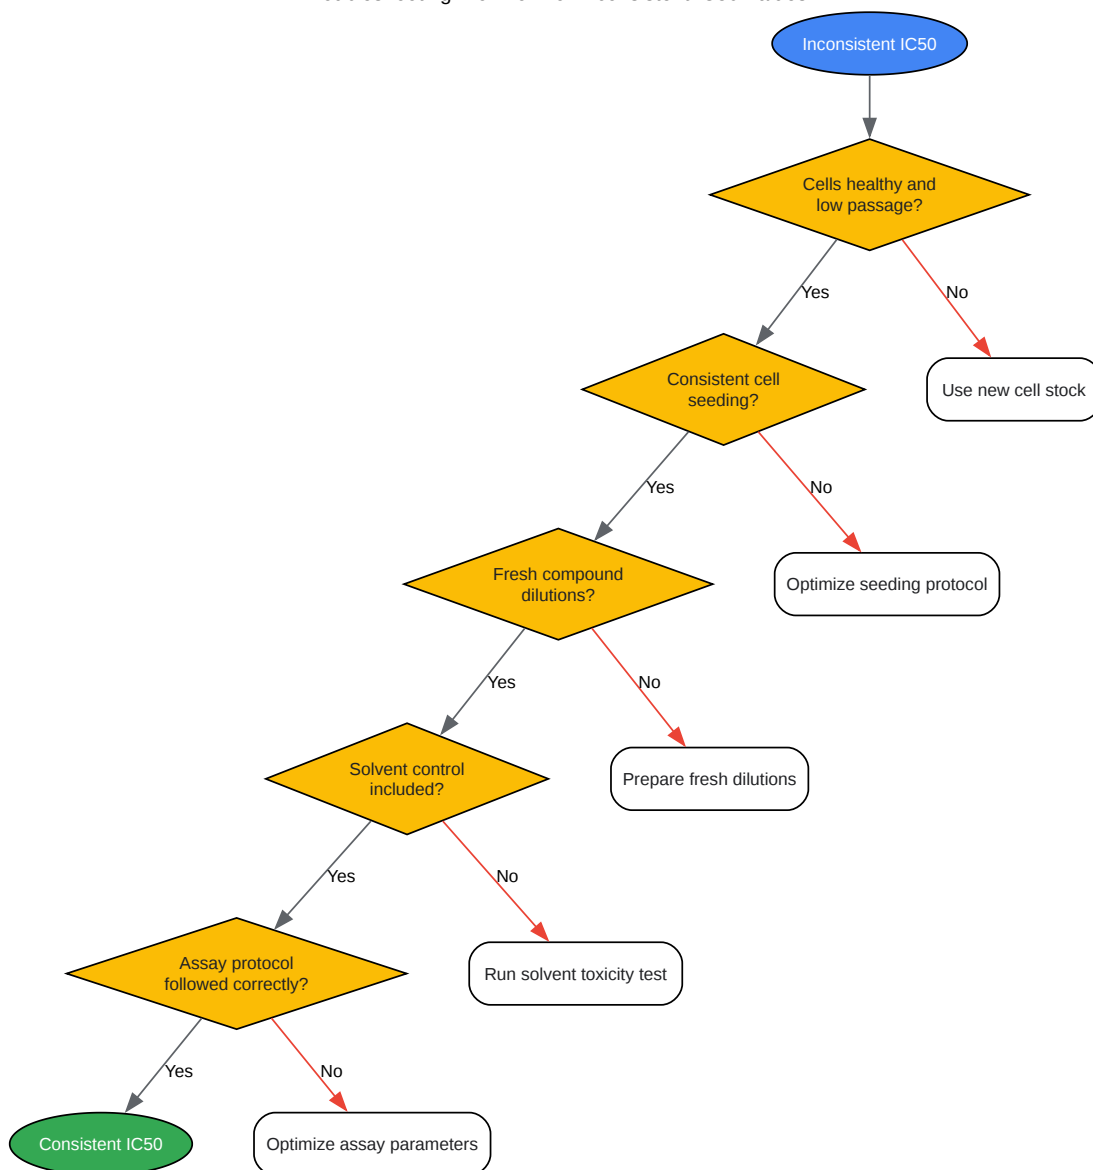 Inconsistent IC50
Cells healthy and
low passage?
Yes
No
Consistent cell
seeding?
Use new cell stock
Yes
No
Fresh compound
dilutions?
Optimize seeding protocol
Yes
No
Solvent control
included?
Prepare fresh dilutions
Yes
No
Assay protocol
followed correctly?
Run solvent toxicity test
Yes
No
Consistent IC50
Optimize assay parameters